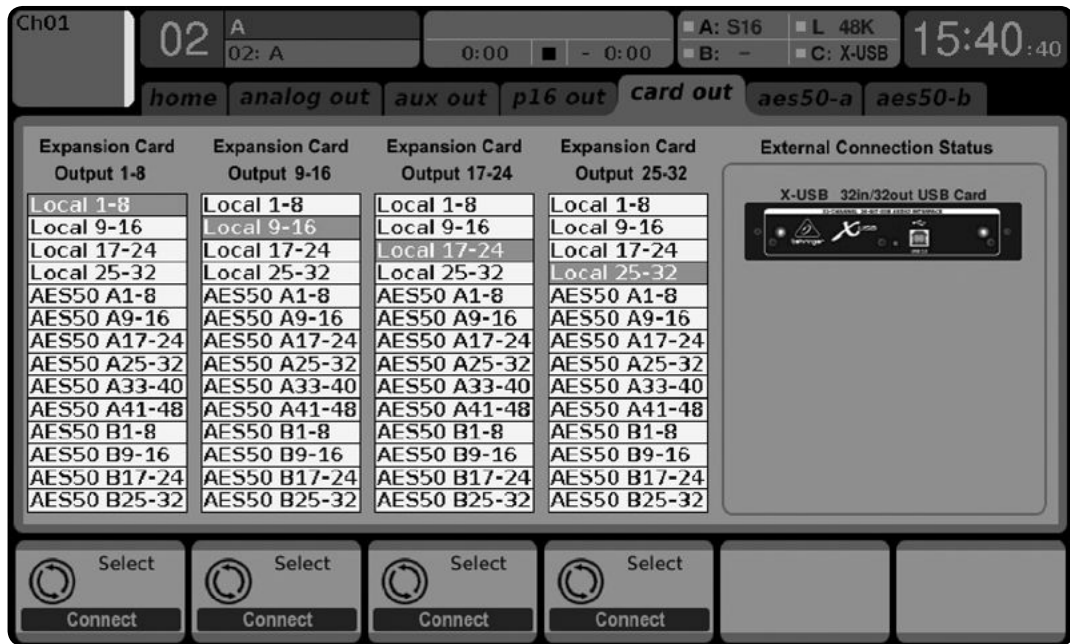 Ch01
02
A
02: A
0:00 - 0:00
A: S16
B: -
L 48K
C: X-USB
15:40:40
home analog out aux out p16 out card out aes50-a aes50-b
Expansion Card Output 1-8
Local 1-8
Local 9-16
Local 17-24
Local 25-32
AES50 A1-8
AES50 A9-16
AES50 A17-24
AES50 A25-32
AES50 A33-40
AES50 A41-48
AES50 B1-8
AES50 B9-16
AES50 B17-24
AES50 B25-32
Expansion Card Output 9-16
Local 1-8
Local 9-16
Local 17-24
Local 25-32
AES50 A1-8
AES50 A9-16
AES50 A17-24
AES50 A25-32
AES50 A33-40
AES50 A41-48
AES50 B1-8
AES50 B9-16
AES50 B17-24
AES50 B25-32
Expansion Card Output 17-24
Local 1-8
Local 9-16
Local 17-24
Local 25-32
AES50 A1-8
AES50 A9-16
AES50 A17-24
AES50 A25-32
AES50 A33-40
AES50 A41-48
AES50 B1-8
AES50 B9-16
AES50 B17-24
AES50 B25-32
Expansion Card Output 25-32
Local 1-8
Local 9-16
Local 17-24
Local 25-32
AES50 A1-8
AES50 A9-16
AES50 A17-24
AES50 A25-32
AES50 A33-40
AES50 A41-48
AES50 B1-8
AES50 B9-16
AES50 B17-24
AES50 B25-32
External Connection Status
X-USB 32in/32out USB Card
32-CHANNEL 24-BIT USB AUDIO INTERFACE
behringer
X USB
Select
Connect
Select
Connect
Select
Connect
Select
Connect